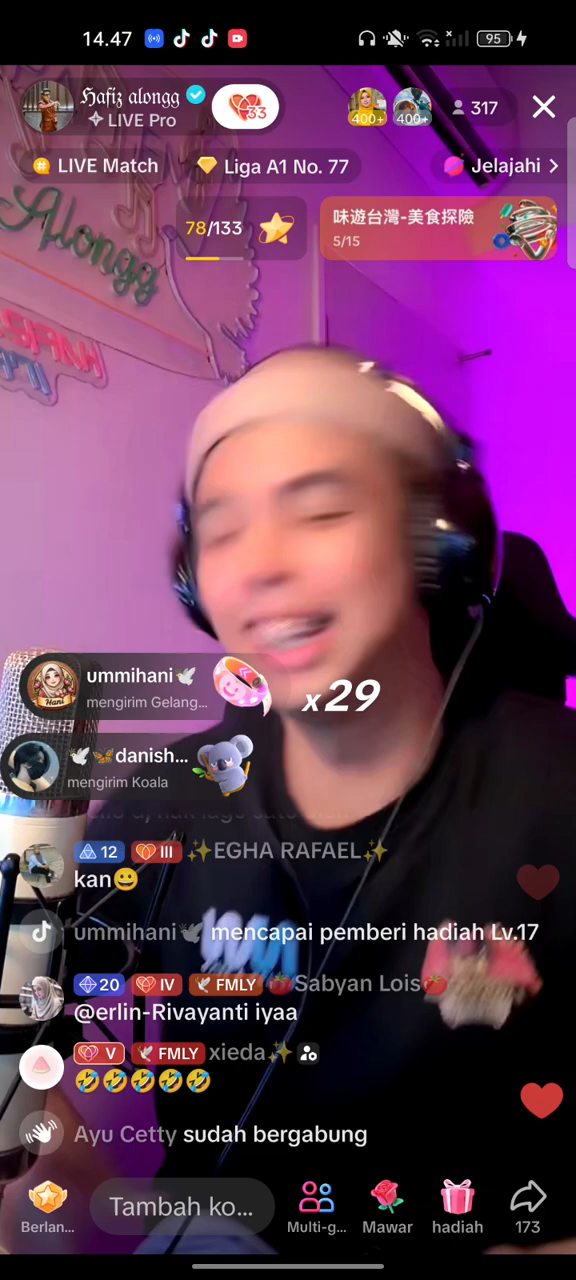 14.47
95
Hafiz alongg
LIVE Pro
33
400+
400+
317
LIVE Match
Liga A1 No. 77
Jelajahi
Alongg
78/133
味遊台灣-美食探險
5/15
ummihani🕊
mengirim Gelang...
x29
Hani
🕊🦋danish...
mengirim Koala
12 III ✨EGHA RAFAEL✨
kan😀
ummihani🕊 mencapai pemberi hadiah Lv.17
20 IV FMLY 🍅Sabyan Lois🍅
@erlin-Rivayanti iyaa
V FMLY xieda✨
🤣🤣🤣🤣🤣
Ayu Cetty sudah bergabung
Berlan...
Tambah ko...
Multi-g...
Mawar
hadiah
173